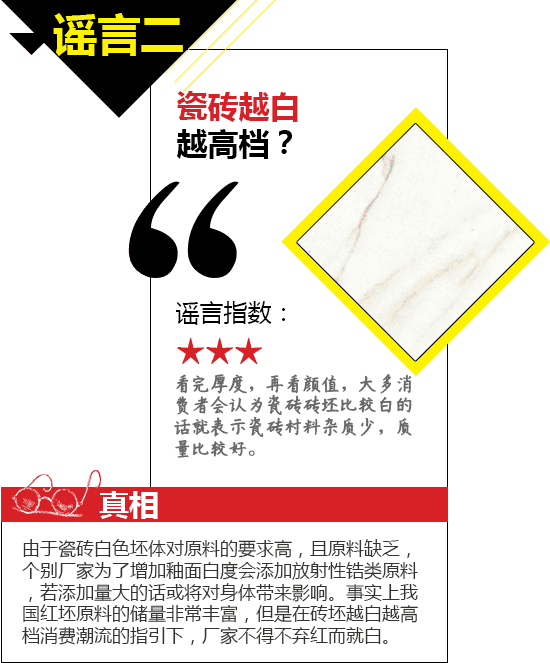 谣言二
瓷砖越白
越高档？
谣言指数：
看完厚度，再看颜值，大多消
费者会认为瓷砖砖坯比较白的
话就表示瓷砖村料杂质少，质
量比较好。
真相
由于瓷砖白色坯体对原料的要求高，且原料缺乏，
个别厂家为了增加釉面白度会添加放射性锆类原料
，若添加量大的话或将对身体带来影响。事实上我
国红坯原料的储量非常丰富，但是在砖坯越白越高
档消费潮流的指引下，厂家不得不弃红而就白。